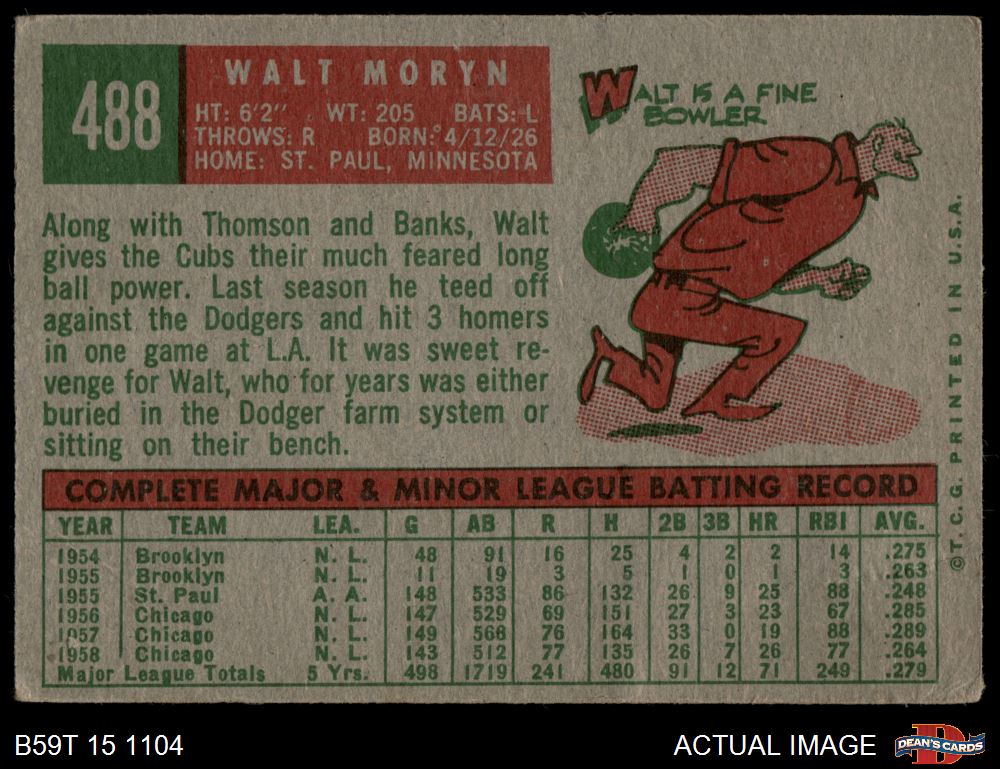 488
WALT MORYN
HT: 6'2" WT: 205 BATS: L
THROWS: R BORN: 4/12/26
HOME: ST. PAUL, MINNESOTA
WALT IS A FINE
BOWLER
Along with Thomson and Banks, Walt
gives the Cubs their much feared long
ball power. Last season he teed off
against the Dodgers and hit 3 homers
in one game at L.A. It was sweet re-
venge for Walt, who for years was either
buried in the Dodger farm system or
sitting on their bench.
COMPLETE MAJOR & MINOR LEAGUE BATTING RECORD
YEAR TEAM LEA. G AB R H 2B 3B HR RBI AVG.
1954 Brooklyn N. L. 48 91 16 25 4 2 2 14 .275
1955 Brooklyn N. L. 11 19 3 5 1 0 1 3 .263
1955 St. Paul A. A. 148 533 86 132 26 9 25 88 .248
1956 Chicago N. L. 147 529 69 151 27 3 23 67 .285
1957 Chicago N. L. 149 568 76 164 33 0 19 88 .289
1958 Chicago N. L. 143 512 77 135 26 7 26 77 .264
Major League Totals 5 Yrs. 498 1719 241 480 91 12 71 249 .279
©T. C. G. PRINTED IN U.S.A.
B59T 15 1104
ACTUAL IMAGE
DEAN'S CARDS